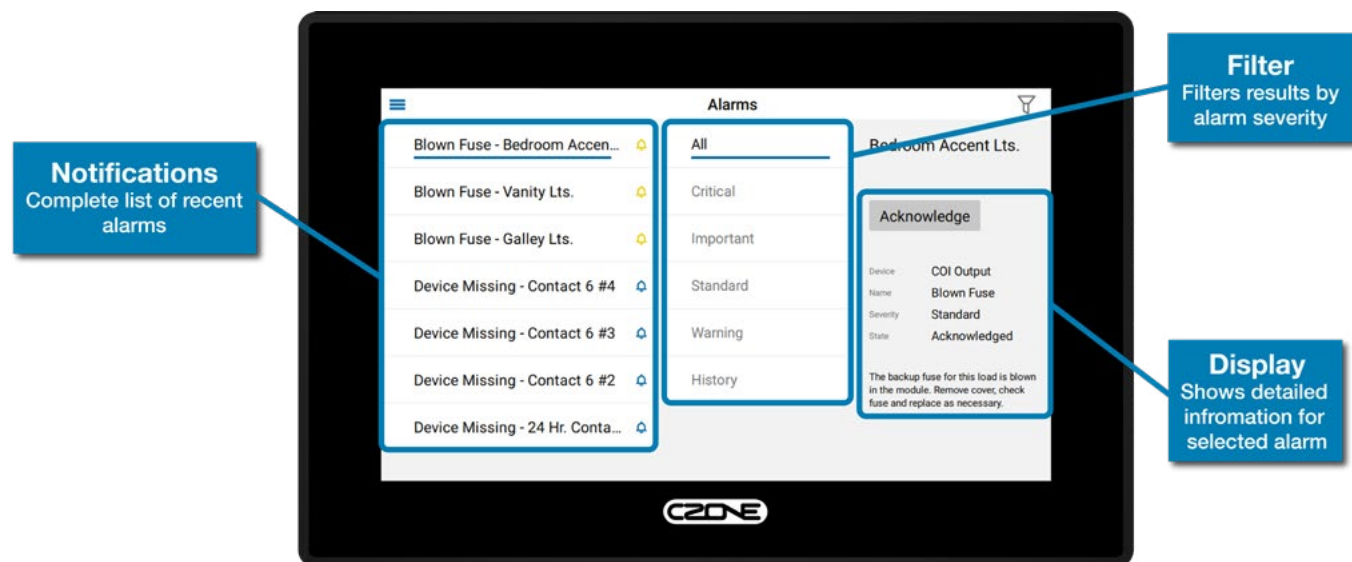 Notifications
Complete list of recent
alarms
Alarms
Blown Fuse - Bedroom Accen...
Blown Fuse - Vanity Lts.
Blown Fuse - Galley Lts.
Device Missing - Contact 6 #4
Device Missing - Contact 6 #3
Device Missing - Contact 6 #2
Device Missing - 24 Hr. Conta...
All
Critical
Important
Standard
Warning
History
Bedroom Accent Lts.
Acknowledge
Device COI Output
Name Blown Fuse
Severity Standard
State Acknowledged
The backup fuse for this load is blown
in the module. Remove cover, check
fuse and replace as necessary.
Filter
Filters results by
alarm severity
Display
Shows detailed
infromation for
selected alarm
CZONE